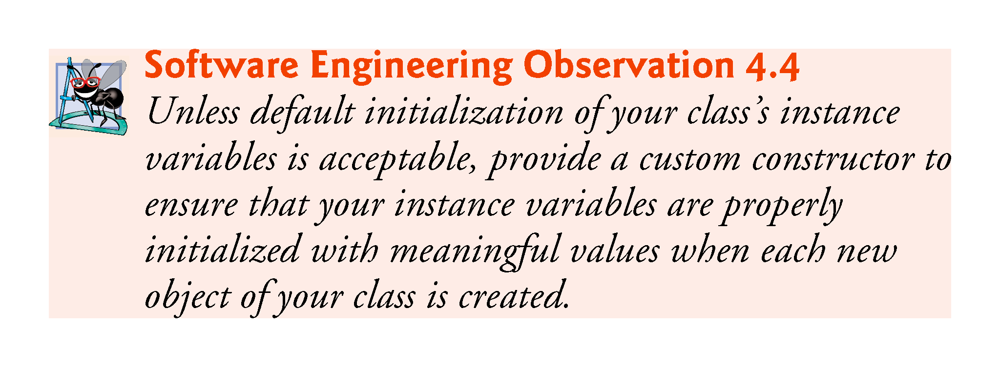 Software Engineering Observation 4.4
Unless default initialization of your class’s instance
variables is acceptable, provide a custom constructor to
ensure that your instance variables are properly
initialized with meaningful values when each new
object of your class is created.